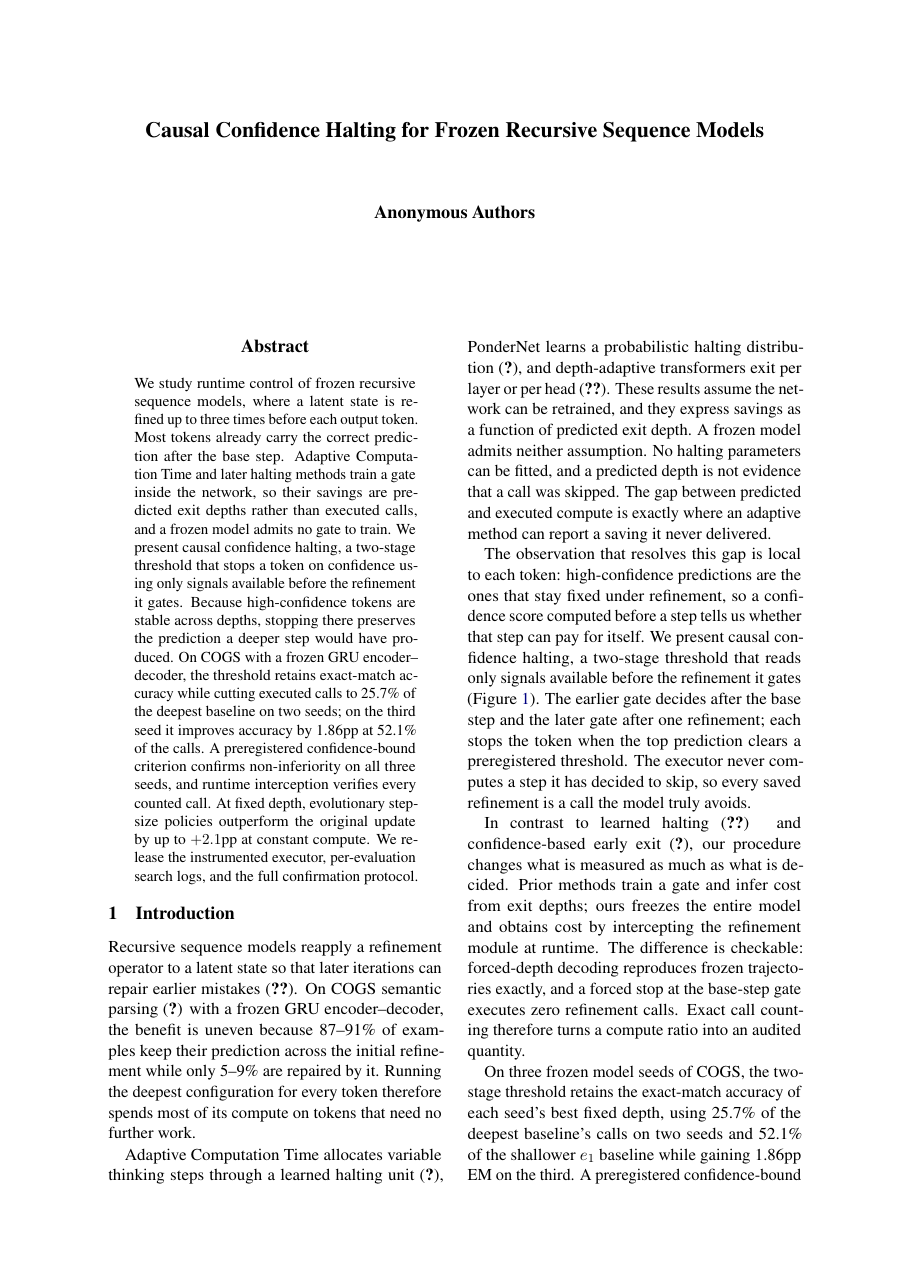 Causal Confidence Halting for Frozen Recursive Sequence Models
Anonymous Authors
Abstract
We study runtime control of frozen recursive
sequence models, where a latent state is re-
fined up to three times before each output token.
Most tokens already carry the correct predic-
tion after the base step. Adaptive Computa-
tion Time and later halting methods train a gate
inside the network, so their savings are pre-
dicted exit depths rather than executed calls,
and a frozen model admits no gate to train. We
present causal confidence halting, a two-stage
threshold that stops a token on confidence us-
ing only signals available before the refinement
it gates. Because high-confidence tokens are
stable across depths, stopping there preserves
the prediction a deeper step would have pro-
duced. On COGS with a frozen GRU encoder–
decoder, the threshold retains exact-match ac-
curacy while cutting executed calls to 25.7% of
the deepest baseline on two seeds; on the third
seed it improves accuracy by 1.86pp at 52.1%
of the calls. A preregistered confidence-bound
criterion confirms non-inferiority on all three
seeds, and runtime interception verifies every
counted call. At fixed depth, evolutionary step-
size policies outperform the original update
by up to +2.1pp at constant compute. We re-
lease the instrumented executor, per-evaluation
search logs, and the full confirmation protocol.
1 Introduction
Recursive sequence models reapply a refinement
operator to a latent state so that later iterations can
repair earlier mistakes (??). On COGS semantic
parsing (?) with a frozen GRU encoder–decoder,
the benefit is uneven because 87–91% of exam-
ples keep their prediction across the initial refine-
ment while only 5–9% are repaired by it. Running
the deepest configuration for every token therefore
spends most of its compute on tokens that need no
further work.
Adaptive Computation Time allocates variable
thinking steps through a learned halting unit (?),
PonderNet learns a probabilistic halting distribu-
tion (?), and depth-adaptive transformers exit per
layer or per head (??). These results assume the net-
work can be retrained, and they express savings as
a function of predicted exit depth. A frozen model
admits neither assumption. No halting parameters
can be fitted, and a predicted depth is not evidence
that a call was skipped. The gap between predicted
and executed compute is exactly where an adaptive
method can report a saving it never delivered.
The observation that resolves this gap is local
to each token: high-confidence predictions are the
ones that stay fixed under refinement, so a confi-
dence score computed before a step tells us whether
that step can pay for itself. We present causal con-
fidence halting, a two-stage threshold that reads
only signals available before the refinement it gates
(Figure 1). The earlier gate decides after the base
step and the later gate after one refinement; each
stops the token when the top prediction clears a
preregistered threshold. The executor never com-
putes a step it has decided to skip, so every saved
refinement is a call the model truly avoids.
In contrast to learned halting (??) and
confidence-based early exit (?), our procedure
changes what is measured as much as what is de-
cided. Prior methods train a gate and infer cost
from exit depths; ours freezes the entire model
and obtains cost by intercepting the refinement
module at runtime. The difference is checkable:
forced-depth decoding reproduces frozen trajecto-
ries exactly, and a forced stop at the base-step gate
executes zero refinement calls. Exact call count-
ing therefore turns a compute ratio into an audited
quantity.
On three frozen model seeds of COGS, the two-
stage threshold retains the exact-match accuracy of
each seed's best fixed depth, using 25.7% of the
deepest baseline's calls on two seeds and 52.1%
of the shallower e₁ baseline while gaining 1.86pp
EM on the third. A preregistered confidence-bound